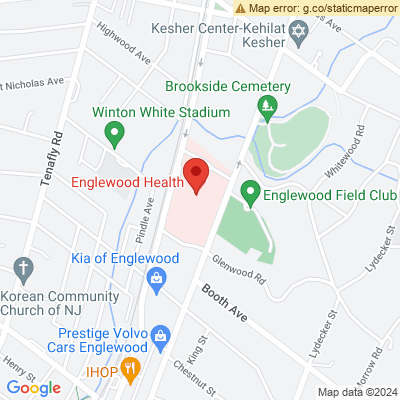 Map error: g.co/staticmaperror
Kesher Center-Kehilat
Kesher
Highwood Ave
Nicholas Ave
Brookside Cemetery
Winton White Stadium
Tenafly Rd
Whitewood Rd
Englewood Health
Englewood Field Club
Pindle Ave
Lydecker St
Kia of Englewood
Glenwood Rd
Korean Community
Church of NJ
Booth Ave
Prestige Volvo
Cars Englewood
King St
Lydecker St
Henry St
IHOP
Chestnut St
Morrow Rd
Google
Map data ©2024